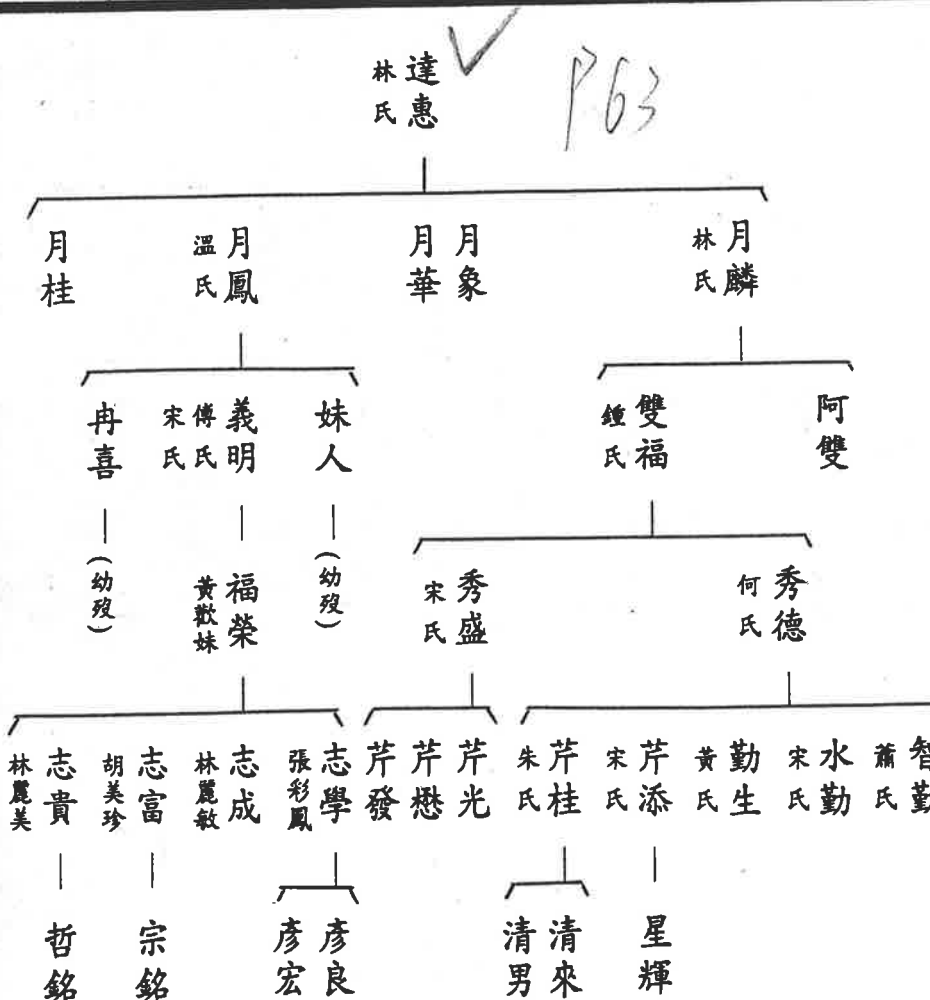 達惠
林氏
P63
月麟
林氏
月象
月華
月鳳
溫氏
月桂
阿雙
雙福
鍾氏
妹人
義明
傅氏
宋氏
冉喜
秀德
何氏
秀盛
宋氏
(幼歿)
福榮
黃歡妹
(幼歿)
智勤
蕭氏
水勤
宋氏
勤生
黃氏
芹添
宋氏
芹桂
朱氏
芹光
芹懋
芹發
志學
張彩鳳
志成
林麗敏
志富
胡美珍
志貴
林麗美
星輝
清來
清男
彥良
彥宏
宗銘
哲銘